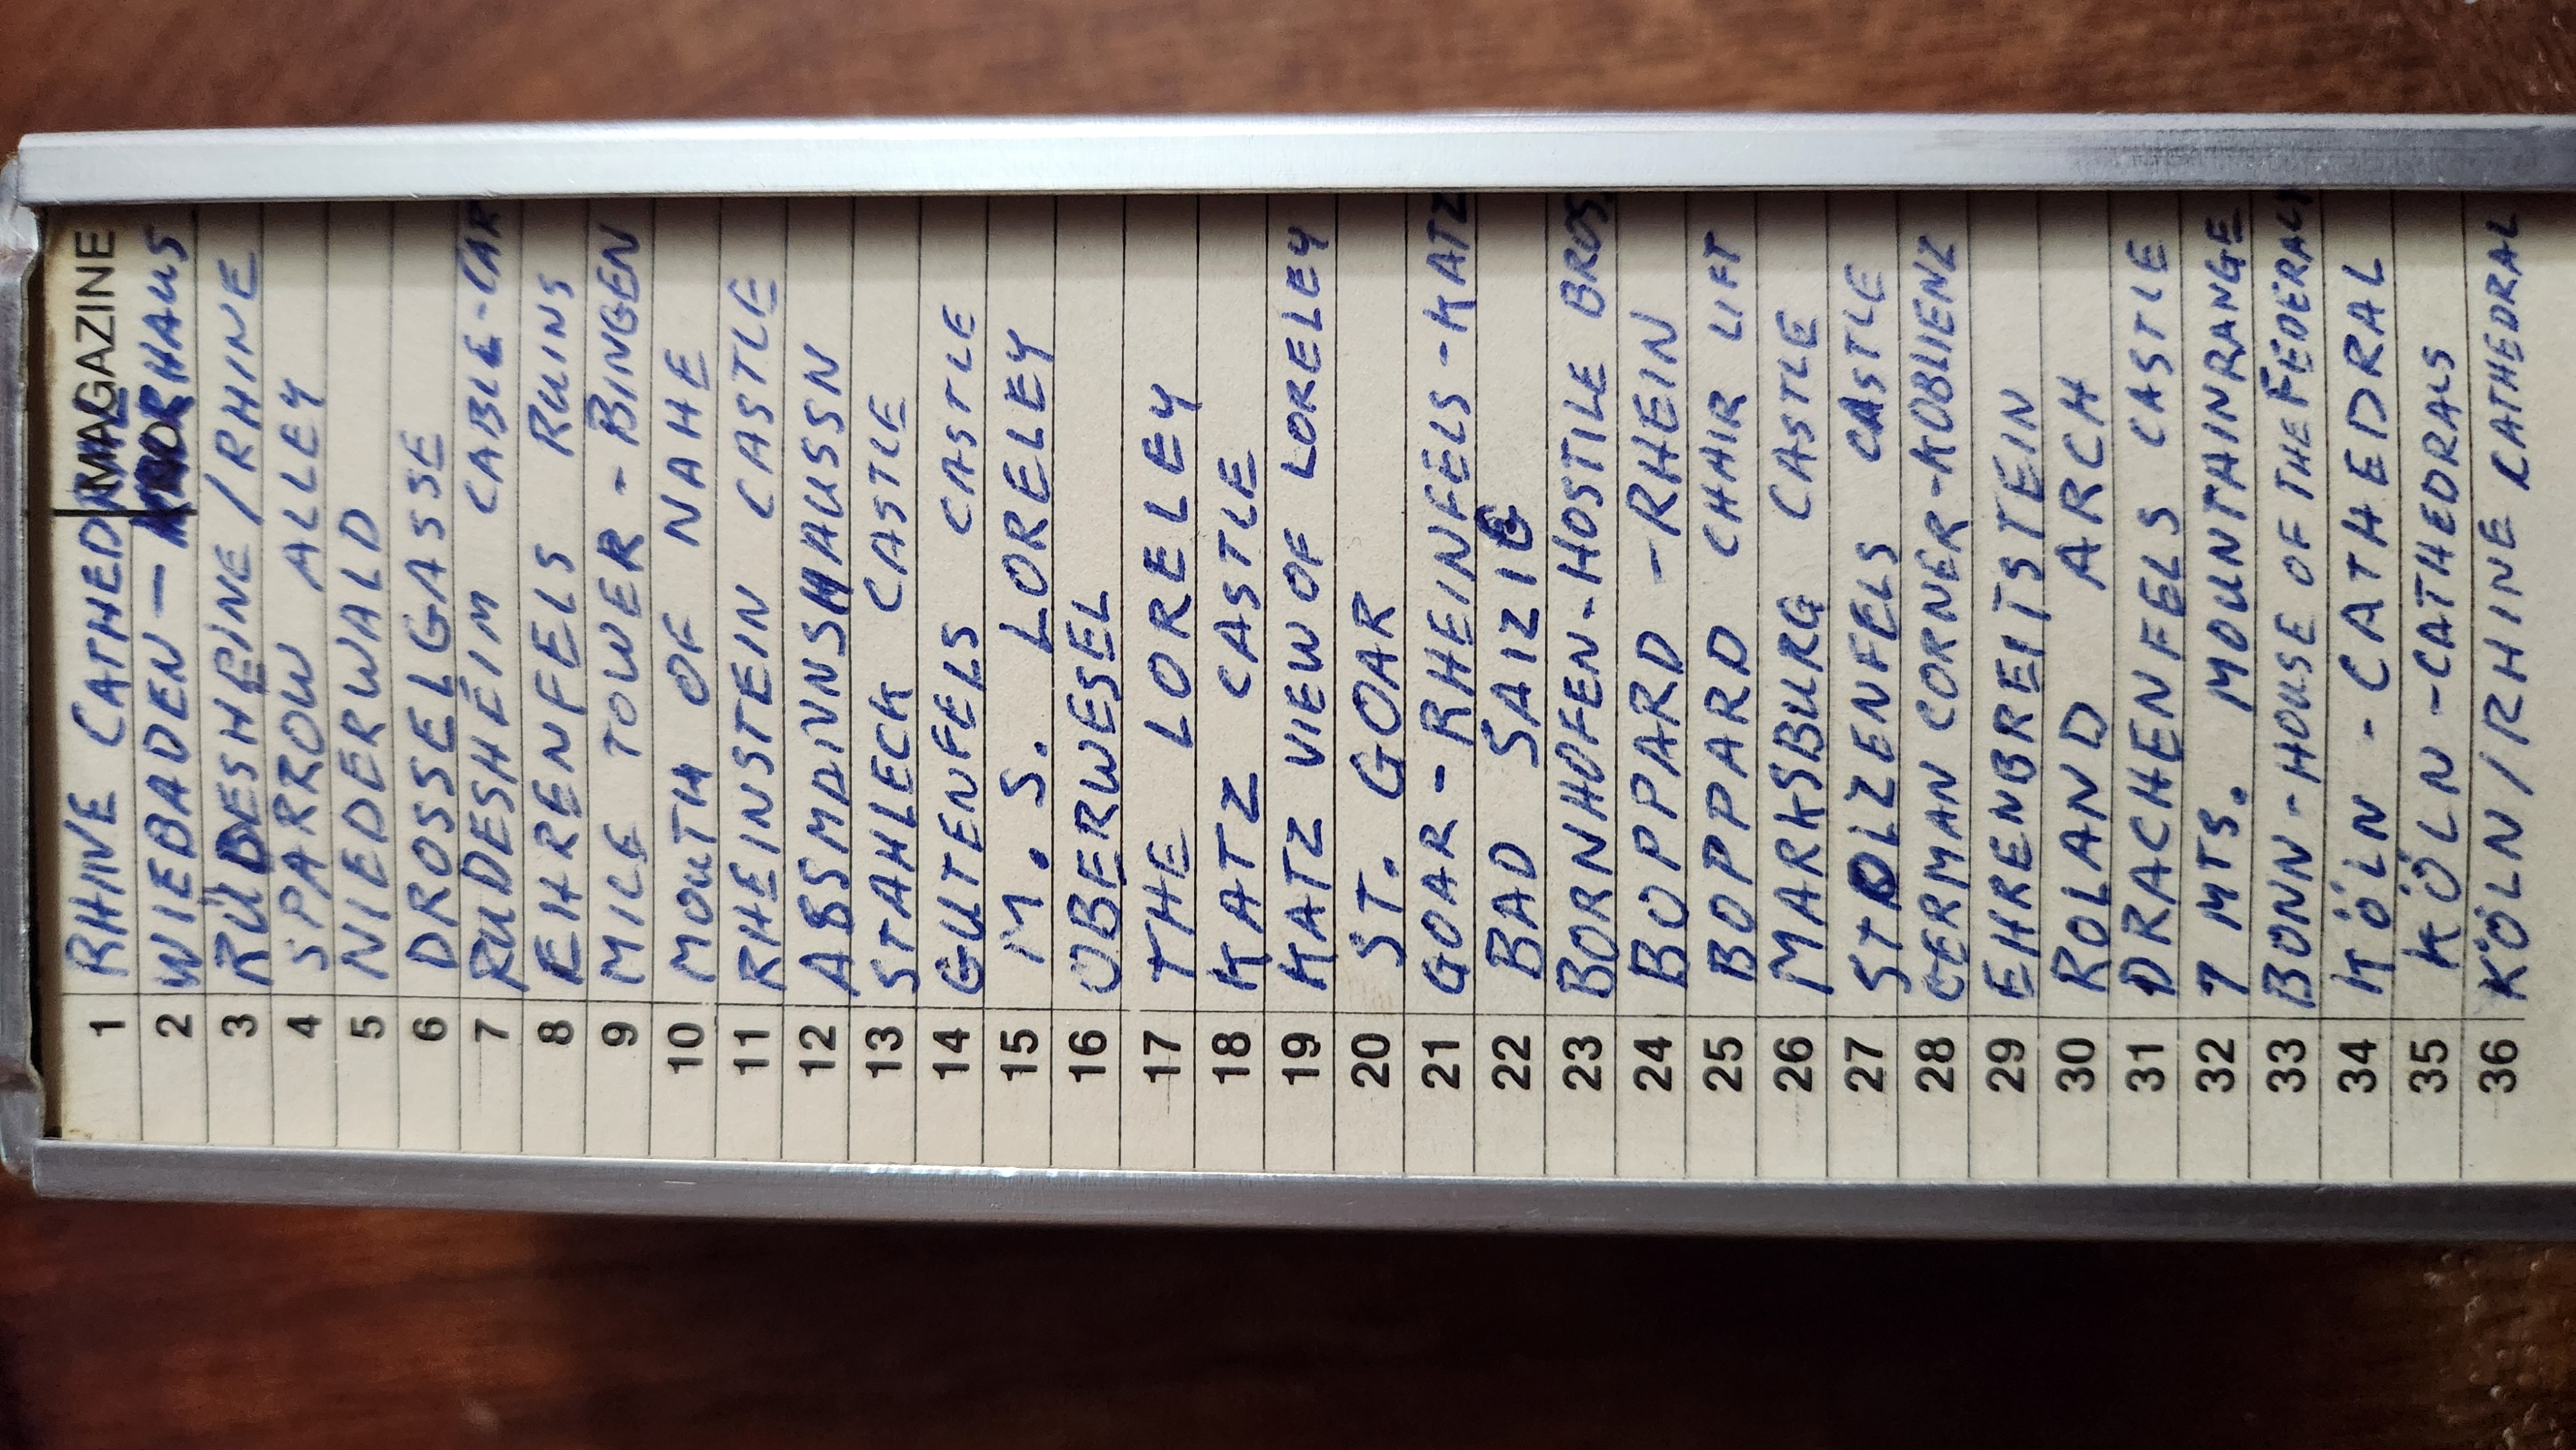 1 RHINE CATHEDRAL MAGAZINE
2 WIEBADEN - HAUS
3 RÜDESHEINE / RHINE
4 SPARROW ALLEY
5 NIEDERWALD
6 DROSSELGASSE
7 RUDESHEIM CABLE-CAR
8 EHRENFELS RUINS
9 MICE TOWER - BINGEN
10 MOUTH OF NAHE
11 RHEINSTEIN CASTLE
12 ASSMANNSHAUSSN
13 STAHLECK CASTLE
14 GUTENFELS CASTLE
15 M. S. LORELEY
16 OBERWESEL
17 THE LORELEY
18 KATZ CASTLE
19 KATZ VIEW OF LORELEY
20 ST. GOAR
21 GOAR - RHEINFELS - KATZ
22 BAD SAIZIG
23 BORNHOFEN - HOSTILE BROS.
24 BOPPARD - RHEIN
25 BOPPARD CHAIR LIFT
26 MARKSBURG CASTLE
27 STOLZENFELS CASTLE
28 GERMAN CORNER - KOBLIENZ
29 EHRENBREITSTEIN
30 ROLAND ARCH
31 DRACHENFELS CASTLE
32 7 MTS. MOUNTAINRANGE
33 BONN - HOUSE OF THE FEDERAL
34 KÖLN - CATHEDRAL
35 KÖLN - CATHEDRALS
36 KÖLN / RHINE CATHEDRAL